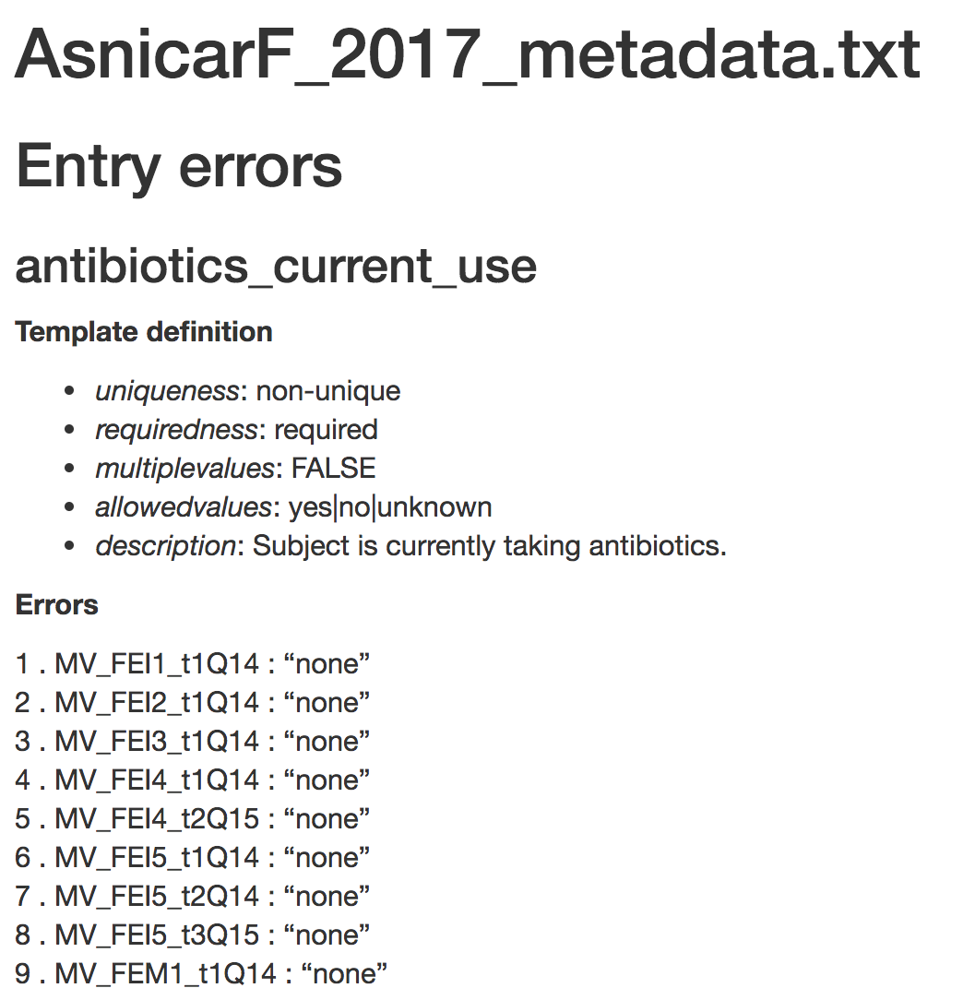 AsnicarF_2017_metadata.txt
Entry errors
antibiotics_current_use
Template definition
• uniqueness: non-unique
• requiredness: required
• multiplevalues: FALSE
• allowedvalues: yes|no|unknown
• description: Subject is currently taking antibiotics.
Errors
1 . MV_FEI1_t1Q14 : “none”
2 . MV_FEI2_t1Q14 : “none”
3 . MV_FEI3_t1Q14 : “none”
4 . MV_FEI4_t1Q14 : “none”
5 . MV_FEI4_t2Q15 : “none”
6 . MV_FEI5_t1Q14 : “none”
7 . MV_FEI5_t2Q14 : “none”
8 . MV_FEI5_t3Q15 : “none”
9 . MV_FEM1_t1Q14 : “none”